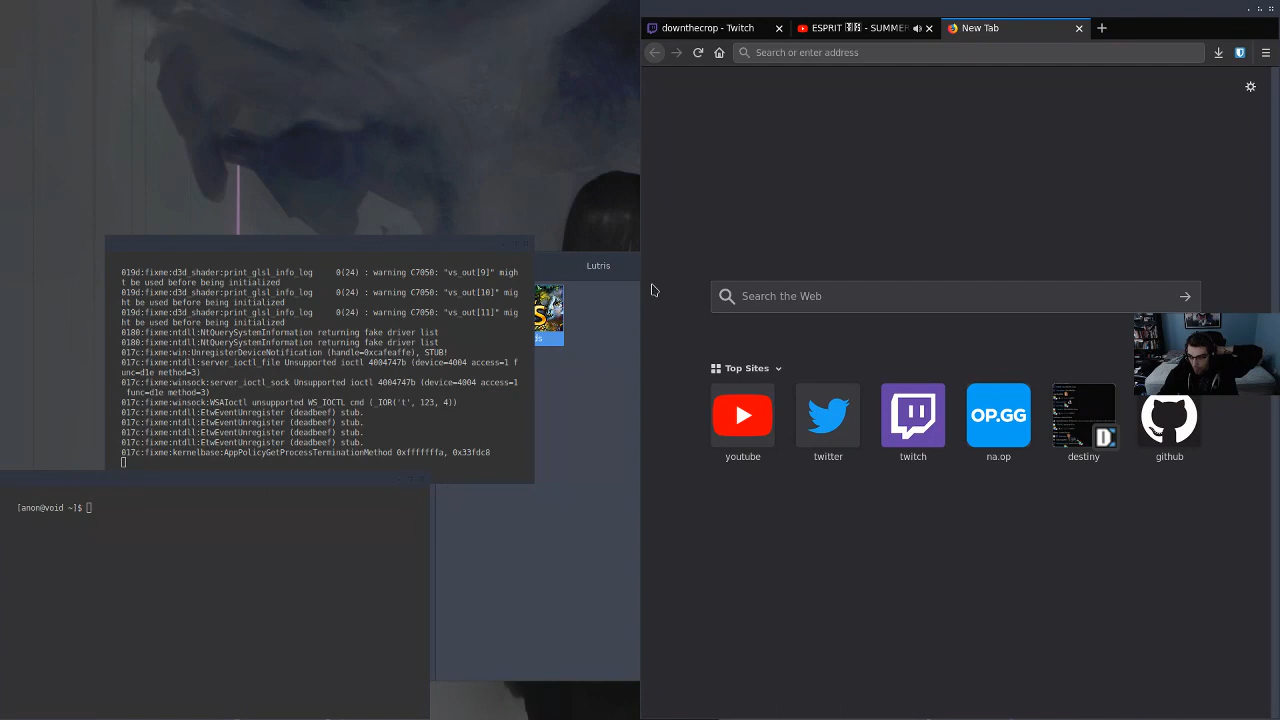 downthecrop - Twitch
ESPRIT - SUMMER
New Tab
Search or enter address
Lutris
019d:fixme:d3d_shader:print_glsl_info_log     0(24) : warning C7050: "vs_out[9]" migh
t be used before being initialized
019d:fixme:d3d_shader:print_glsl_info_log     0(24) : warning C7050: "vs_out[10]" mig
ht be used before being initialized
019d:fixme:d3d_shader:print_glsl_info_log     0(24) : warning C7050: "vs_out[11]" mig
ht be used before being initialized
0180:fixme:ntdll:NtQuerySystemInformation returning fake driver list
0180:fixme:ntdll:NtQuerySystemInformation returning fake driver list
017c:fixme:win:UnregisterDeviceNotification (handle=0xcafeaffe), STUB!
017c:fixme:ntdll:server_ioctl_file Unsupported ioctl 4004747b (device=4004 access=1 f
unc=d1e method=3)
017c:fixme:winsock:server_ioctl_sock Unsupported ioctl 4004747b (device=4004 access=1
 func=d1e method=3)
017c:fixme:winsock:WSAIoctl unsupported WS_IOCTL cmd (_IOR('t', 123, 4))
017c:fixme:ntdll:EtwEventUnregister (deadbeef) stub.
017c:fixme:ntdll:EtwEventUnregister (deadbeef) stub.
017c:fixme:ntdll:EtwEventUnregister (deadbeef) stub.
017c:fixme:ntdll:EtwEventUnregister (deadbeef) stub.
017c:fixme:kernelbase:AppPolicyGetProcessTerminationMethod 0xfffffffa, 0x33fdc8
[anon@void ~]$
Search the Web
Top Sites
OP.GG
D
youtube
twitter
twitch
na.op
destiny
github